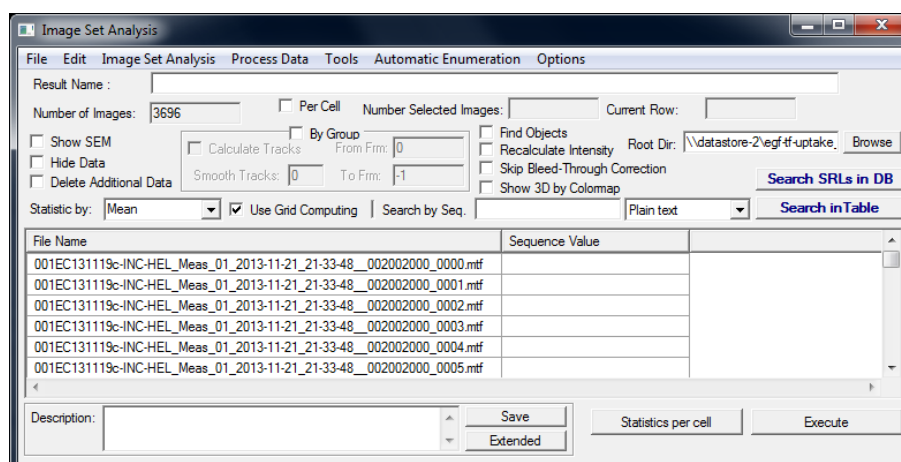 Image Set Analysis
File Edit Image Set Analysis Process Data Tools Automatic Enumeration Options
Result Name :
Number of Images: 3696 Per Cell Number Selected Images: Current Row:
Show SEM By Group Find Objects
Calculate Tracks From Frm: 0 Recalculate Intensity Root Dir: \\datastore-2\egf-tf-uptake_ Browse
Hide Data Skip Bleed-Through Correction
Delete Additional Data Smooth Tracks: 0 To Frm: -1 Show 3D by Colormap Search SRLs in DB
Statistic by: Mean Use Grid Computing Search by Seq. Plain text Search in Table
File Name Sequence Value
001EC131119c-INC-HEL_Meas_01_2013-11-21_21-33-48__002002000_0000.mtf
001EC131119c-INC-HEL_Meas_01_2013-11-21_21-33-48__002002000_0001.mtf
001EC131119c-INC-HEL_Meas_01_2013-11-21_21-33-48__002002000_0002.mtf
001EC131119c-INC-HEL_Meas_01_2013-11-21_21-33-48__002002000_0003.mtf
001EC131119c-INC-HEL_Meas_01_2013-11-21_21-33-48__002002000_0004.mtf
001EC131119c-INC-HEL_Meas_01_2013-11-21_21-33-48__002002000_0005.mtf
Description: Save Statistics per cell Execute
Extended